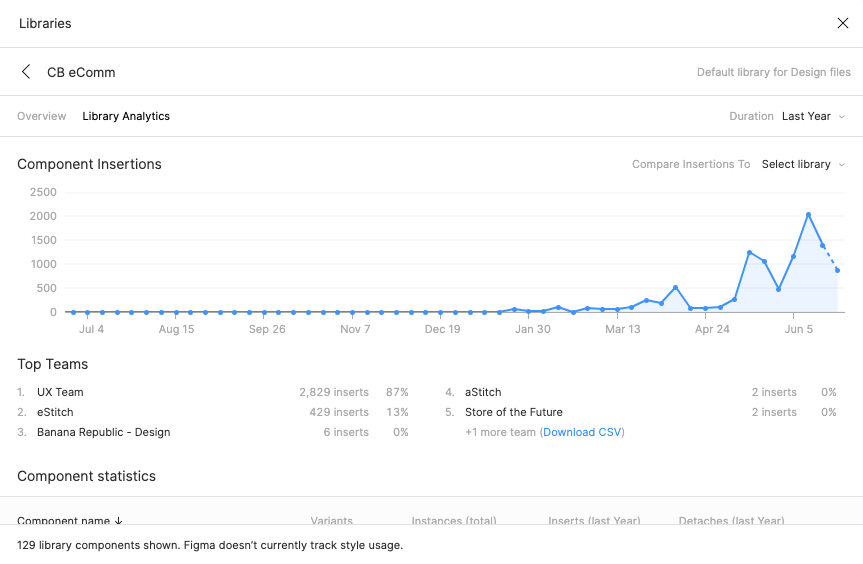 Libraries
CB eComm
Default library for Design files
Overview Library Analytics
Duration Last Year
Component Insertions
Compare Insertions To Select library
2500
2000
1500
1000
500
0
Jul 4 Aug 15 Sep 26 Nov 7 Dec 19 Jan 30 Mar 13 Apr 24 Jun 5
Top Teams
1. UX Team 2,829 inserts 87%
2. eStitch 429 inserts 13%
3. Banana Republic - Design 6 inserts 0%
4. aStitch 2 inserts 0%
5. Store of the Future 2 inserts 0%
+1 more team (Download CSV)
Component statistics
Component name ↓ Variants Instances (total) Inserts (last Year) Detaches (last Year)
129 library components shown. Figma doesn’t currently track style usage.